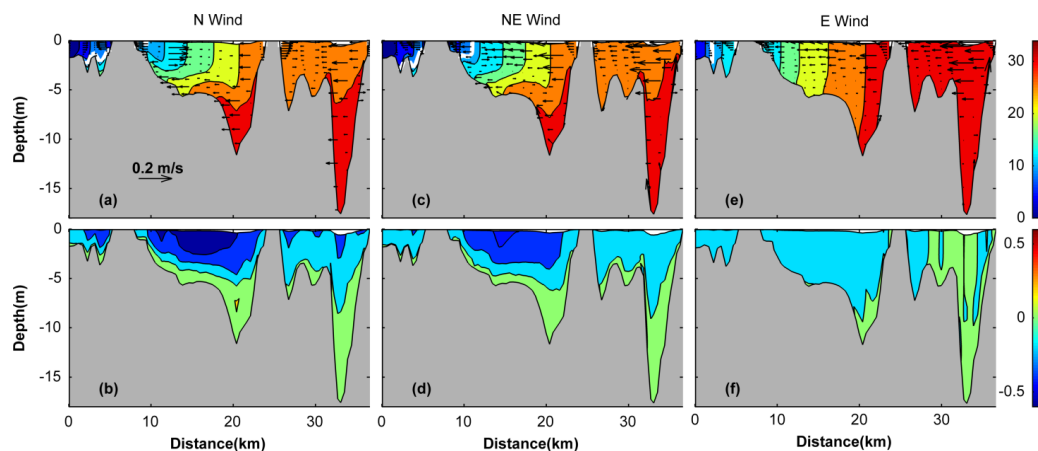 N Wind NE Wind E Wind
0 30
-5 20
Depth(m)
-10 10
0.2 m/s
-15
(a) (c) (e) 0
0 0.5
-5
Depth(m) 0
-10
-15
(b) (d) (f) -0.5
0 10 20 30 0 10 20 30 0 10 20 30
Distance(km) Distance(km) Distance(km)